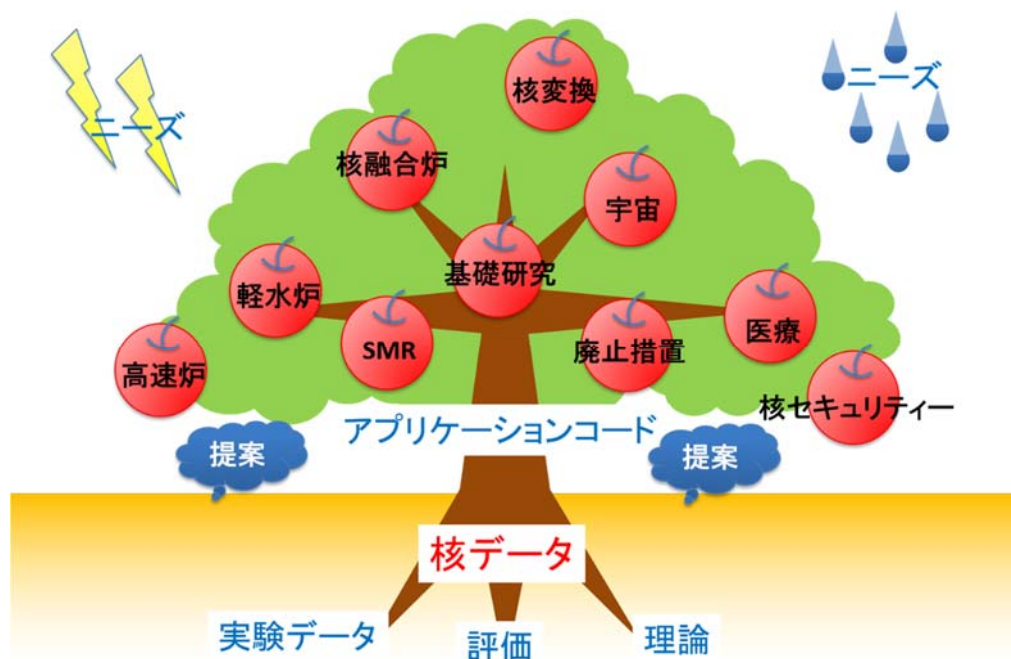 核変換
ニーズ
ニーズ
核融合炉
宇宙
基礎研究
軽水炉
医療
SMR
廃止措置
高速炉
核セキュリティー
アプリケーションコード
提案
提案
核データ
実験データ
評価
理論